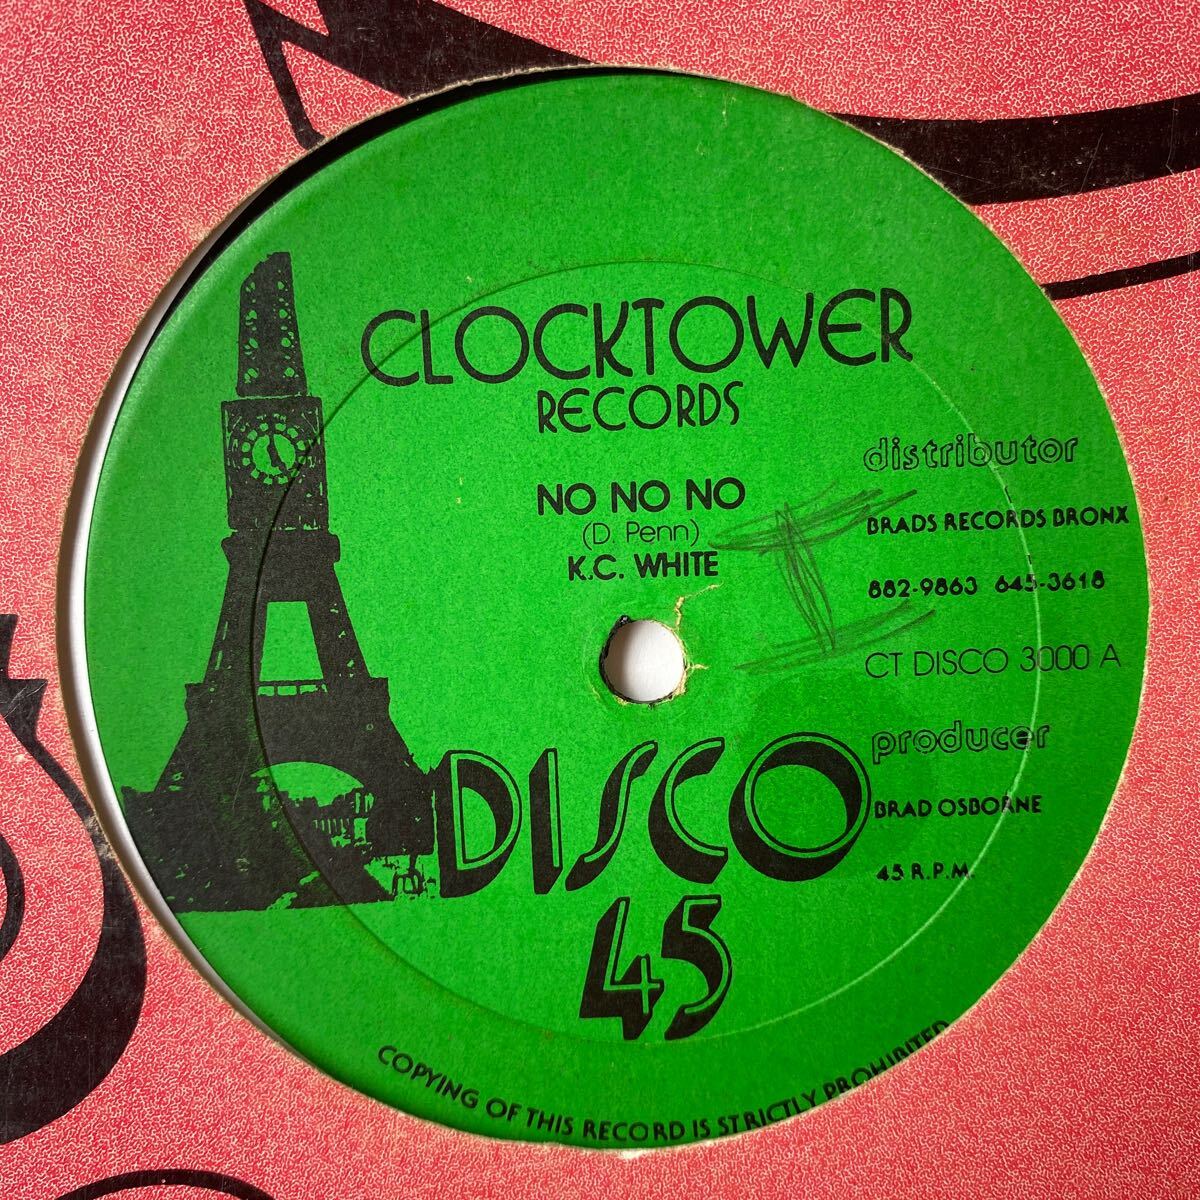 CLOCKTOWER
RECORDS
NO NO NO
(D. Penn)
K.C. WHITE
distributor
BRADS RECORDS BRONX
882-9863 645-3618
CT DISCO 3000 A
producer
BRAD OSBORNE
45 R.P.M.
DISCO
45
COPYING OF THIS RECORD IS STRICTLY PROHIBITED